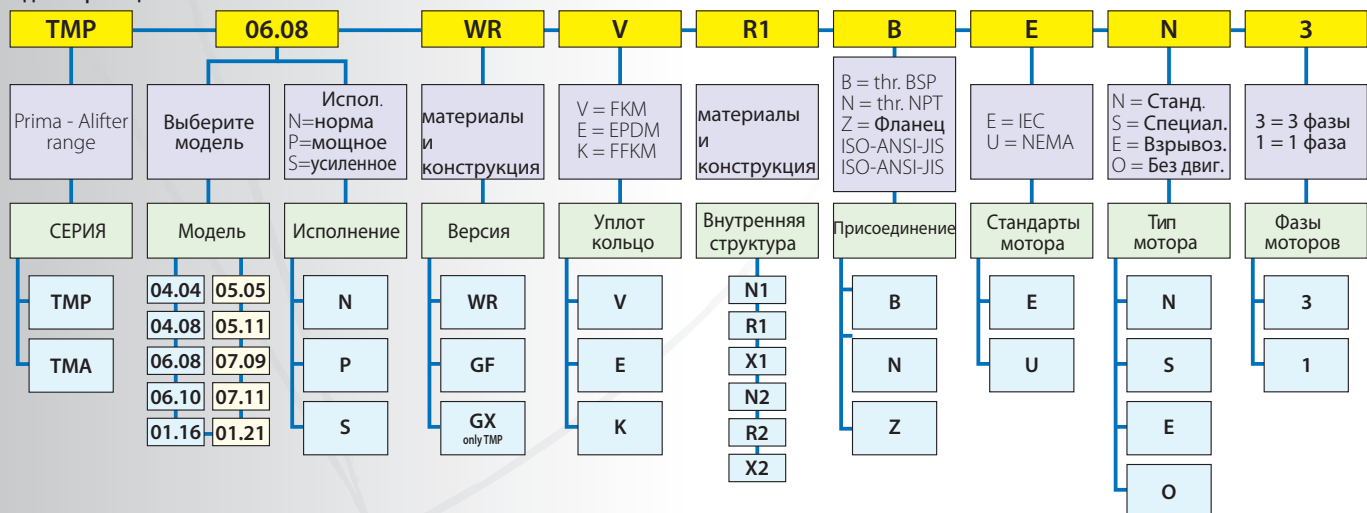 TMP
06.08
WR
V
R1
B
E
N
3
Prima - Alifter
range
Выберите
модель
Испол.
N=норма
P=мощное
S=усиленное
материалы
и
конструкция
V = FKM
E = EPDM
K = FFKM
материалы
и
конструкция
B = thr. BSP
N = thr. NPT
Z = Фланец
ISO-ANSI-JIS
ISO-ANSI-JIS
E = IEC
U = NEMA
N = Станд.
S = Специал.
E = Взрывоз.
O = Без двиг.
3 = 3 фазы
1 = 1 фаза
СЕРИЯ
Модель
Исполнение
Версия
Уплот
кольцо
Внутренняя
структура
Присоединение
Стандарты
мотора
Тип
мотора
Фазы
моторов
TMP
TMA
04.04 05.05
04.08 05.11
06.08 07.09
06.10 07.11
01.16 01.21
N
P
S
WR
GF
GX
only TMP
V
E
K
N1
R1
X1
N2
R2
X2
B
N
Z
E
U
N
S
E
O
3
1